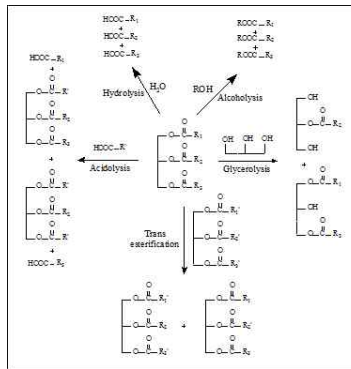 HOOC—R₁
+
HOOC—R₂
+
HOOC—R₃
ROOC—R₁
+
ROOC—R₂
+
ROOC—R₃
Hydrolysis
H₂O
ROH
Alcoholysis
HOOC—R₁
+
O
O—C—R'
O
O—C—R₂
O
O—C—R₃
+
O
O—C—R'
O
O—C—R₂
O
O—C—R'
+
HOOC—R₃
HOOC—R'
Acidolysis
O
O—C—R₁
O
O—C—R₂
O
O—C—R₃
OH OH OH
Glycerolysis
OH
O
O—C—R₂
OH
+
O
O—C—R₁
OH
O
O—C—R₃
Trans
esterification
O
O—C—R₁'
O
O—C—R₂'
O
O—C—R₃'
O
O—C—R₁'
O
O—C—R₂
O
O—C—R₃'
+
O
O—C—R₁
O
O—C—R₂'
O
O—C—R₃